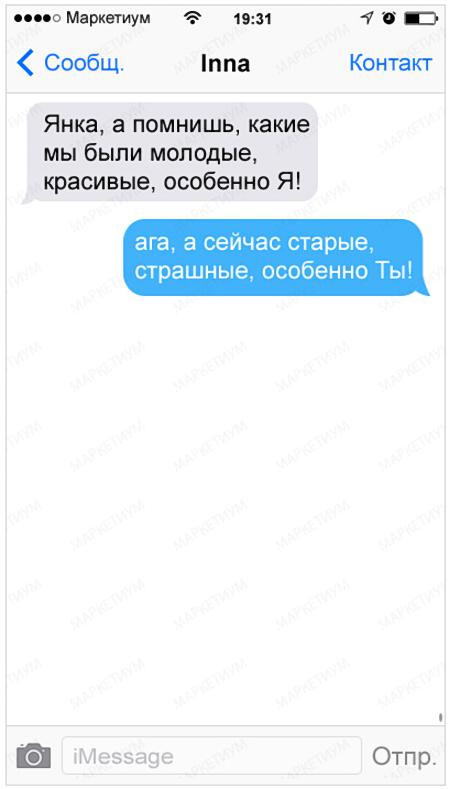 Маркетиум 19:31
Сообщ. Inna Контакт
Янка, а помнишь, какие
мы были молодые,
красивые, особенно Я!
ага, а сейчас старые,
страшные, особенно Ты!
iMessage Отпр.
МАРКЕТИУМ